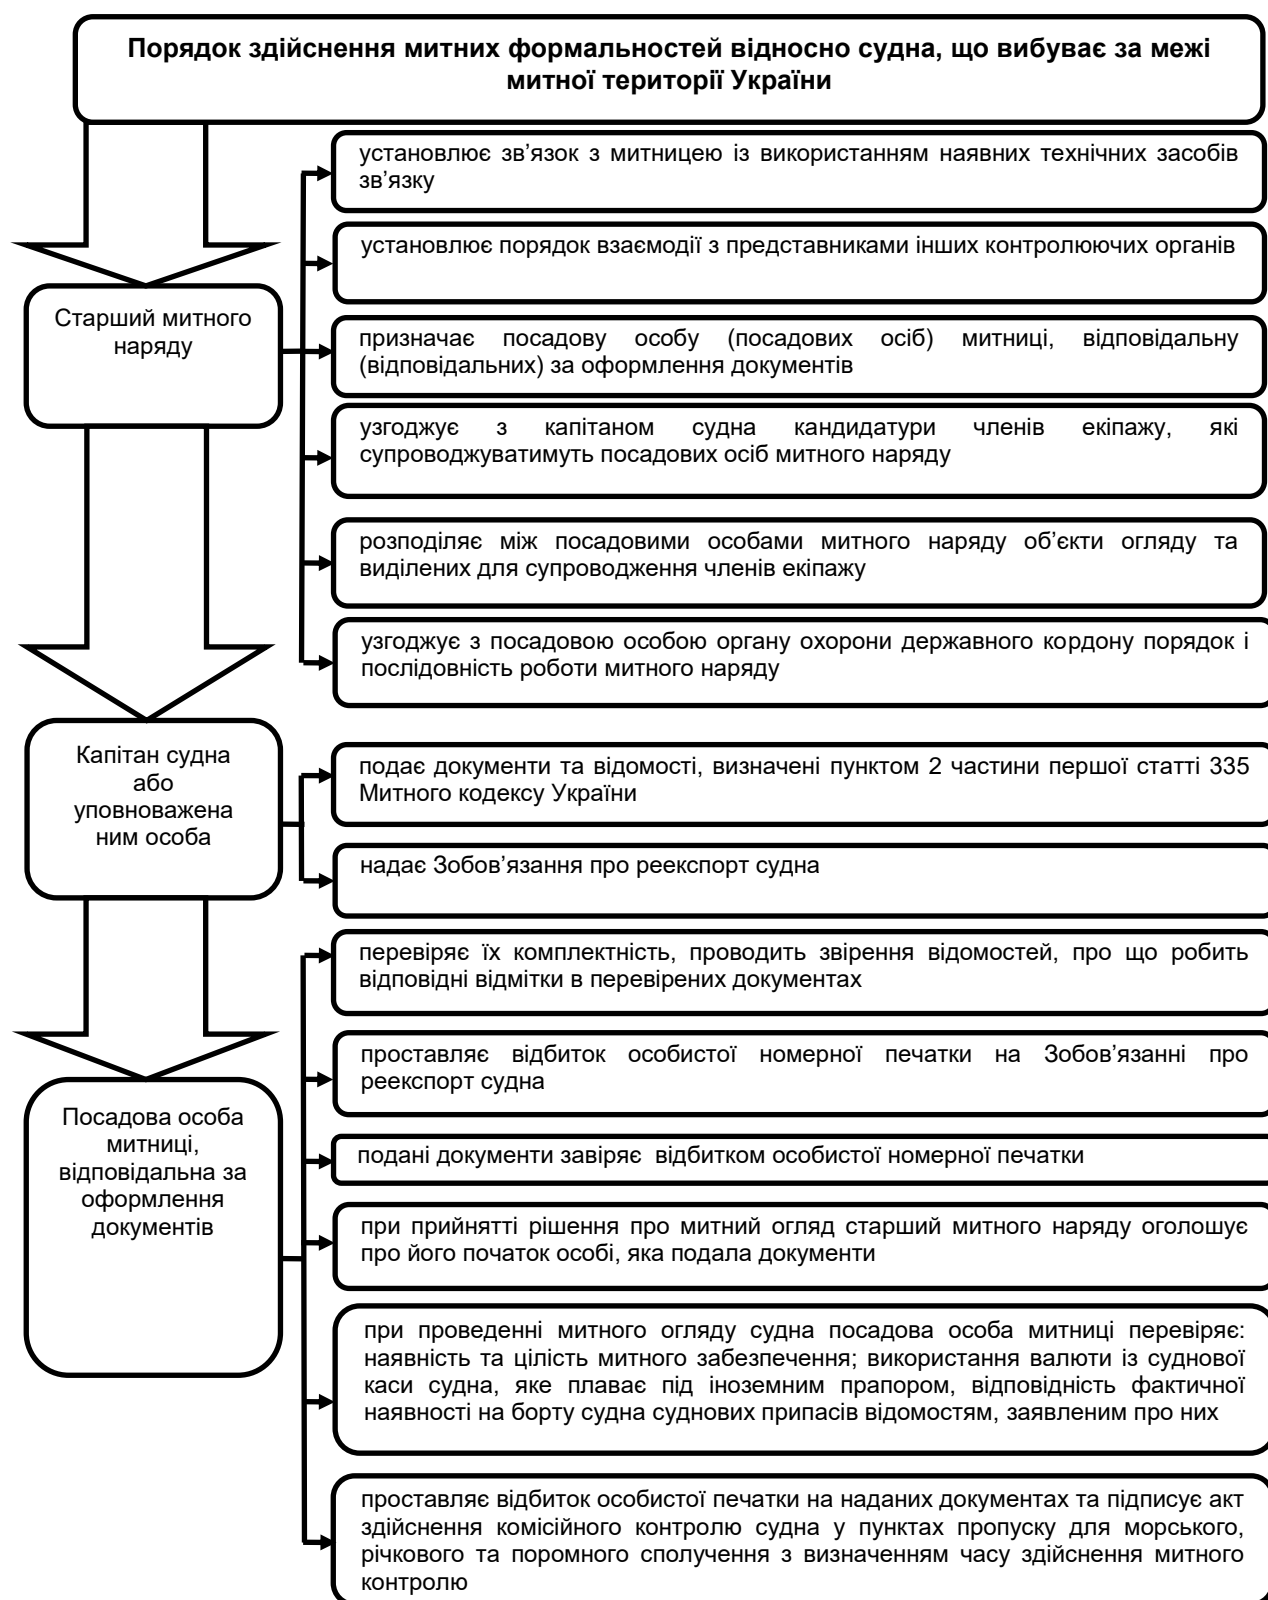 Порядок здійснення митних формальностей відносно судна, що вибуває за межі
митної території України
установлює зв’язок з митницею із використанням наявних технічних засобів
зв’язку
установлює порядок взаємодії з представниками інших контролюючих органів
Старший митного
наряду
призначає посадову особу (посадових осіб) митниці, відповідальну
(відповідальних) за оформлення документів
узгоджує з капітаном судна кандидатури членів екіпажу, які
супроводжуватимуть посадових осіб митного наряду
розподіляє між посадовими особами митного наряду об’єкти огляду та
виділених для супроводження членів екіпажу
узгоджує з посадовою особою органу охорони державного кордону порядок і
послідовність роботи митного наряду
Капітан судна
або
уповноважена
ним особа
подає документи та відомості, визначені пунктом 2 частини першої статті 335
Митного кодексу України
надає Зобов’язання про реекспорт судна
Посадова особа
митниці,
відповідальна за
оформлення
документів
перевіряє їх комплектність, проводить звірення відомостей, про що робить
відповідні відмітки в перевірених документах
проставляє відбиток особистої номерної печатки на Зобов’язанні про
реекспорт судна
подані документи завіряє відбитком особистої номерної печатки
при прийнятті рішення про митний огляд старший митного наряду оголошує
про його початок особі, яка подала документи
при проведенні митного огляду судна посадова особа митниці перевіряє:
наявність та цілість митного забезпечення; використання валюти із суднової
каси судна, яке плаває під іноземним прапором, відповідність фактичної
наявності на борту судна суднових припасів відомостям, заявленим про них
проставляє відбиток особистої печатки на наданих документах та підписує акт
здійснення комісійного контролю судна у пунктах пропуску для морського,
річкового та поромного сполучення з визначенням часу здійснення митного
контролю